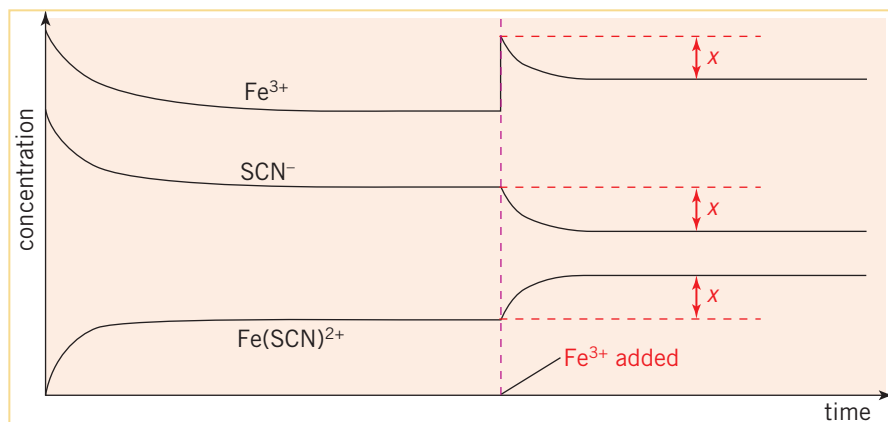 concentration
Fe³⁺
SCN⁻
Fe(SCN)²⁺
x
x
x
Fe³⁺ added
time